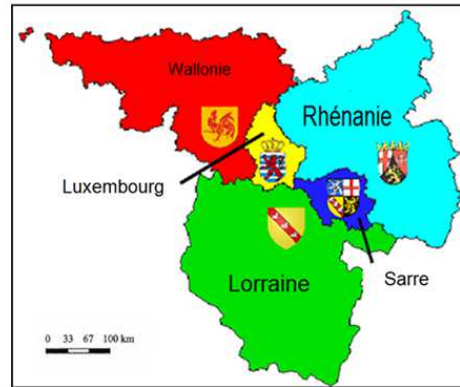 Wallonie
Rhénanie
Luxembourg
Lorraine
Sarre
0 33 67 100 km